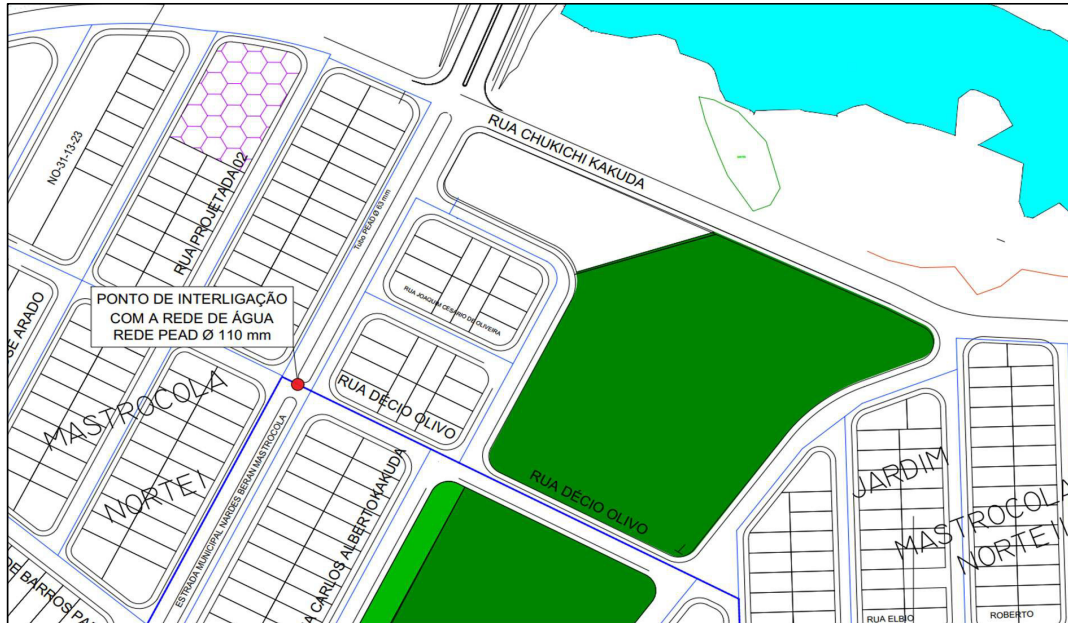 NO-31-13-23
RUA PROJETADA 02
Tubo PEAD Ø 63 mm
RUA CHUKICHI KAKUDA
RUA JOAQUIM CESÁRIO DE OLIVEIRA
PONTO DE INTERLIGAÇÃO
COM A REDE DE ÁGUA
REDE PEAD Ø 110 mm
SÉ ARADO
MASTROCOLA
NORTE I
RUA DÉCIO OLIVO
ESTRADA MUNICIPAL NARDES BERAN MASTROCOLA
A CARLOS ALBERTO KAKUDA
RUA DÉCIO OLIVO
JARDIM
MASTROCOLA
NORTE II
DE BARROS PA
RUA ELBIO
ROBERTO